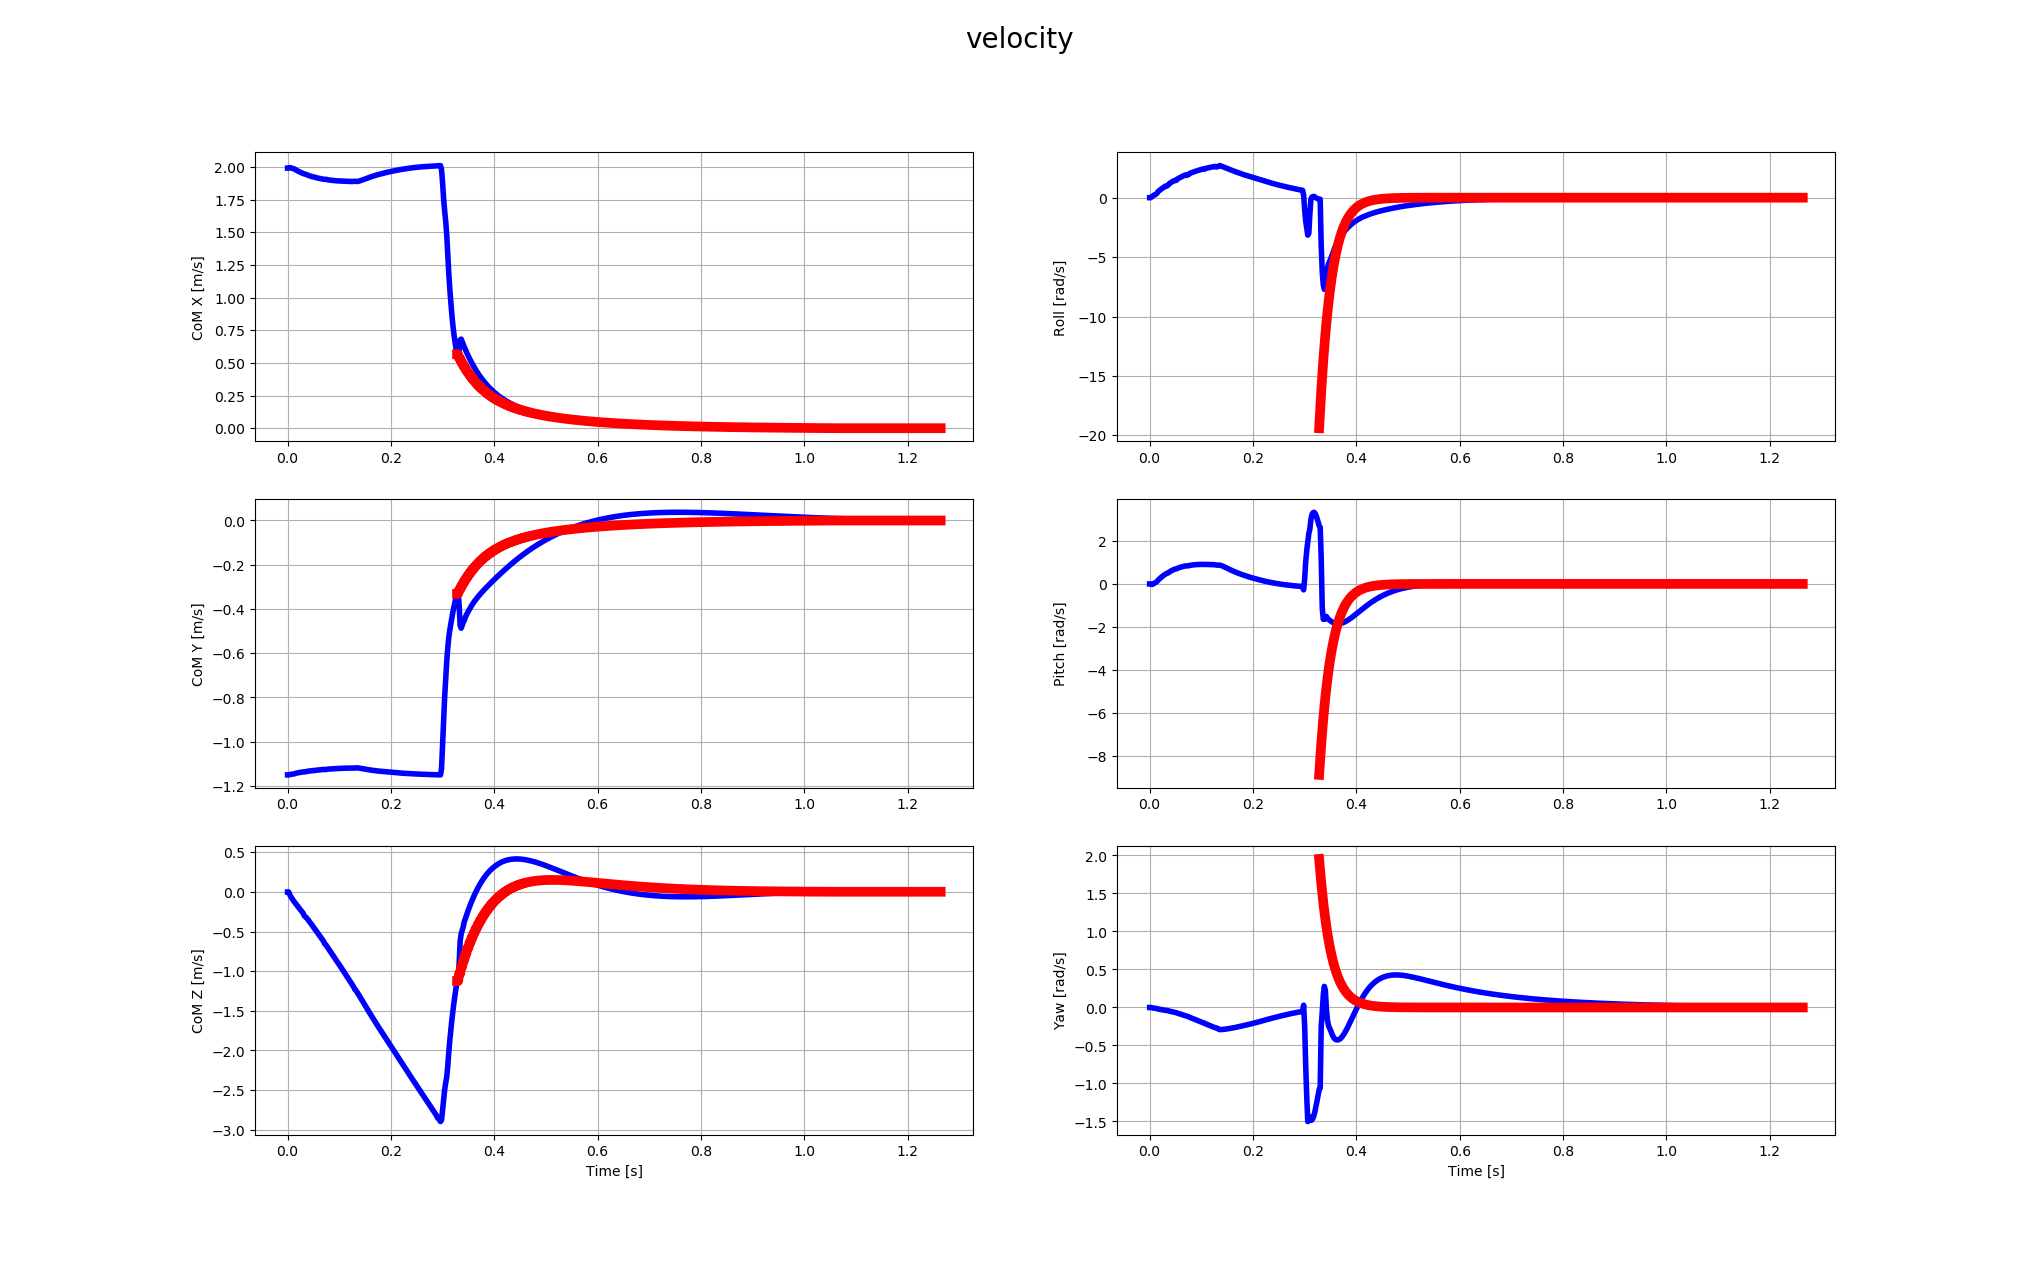 velocity
CoM X [m/s]
2.00
1.75
1.50
1.25
1.00
0.75
0.50
0.25
0.00
0.0 0.2 0.4 0.6 0.8 1.0 1.2
Roll [rad/s]
0
−5
−10
−15
−20
0.0 0.2 0.4 0.6 0.8 1.0 1.2
CoM Y [m/s]
0.0
−0.2
−0.4
−0.6
−0.8
−1.0
−1.2
0.0 0.2 0.4 0.6 0.8 1.0 1.2
Pitch [rad/s]
2
0
−2
−4
−6
−8
0.0 0.2 0.4 0.6 0.8 1.0 1.2
CoM Z [m/s]
0.5
0.0
−0.5
−1.0
−1.5
−2.0
−2.5
−3.0
0.0 0.2 0.4 0.6 0.8 1.0 1.2
Time [s]
Yaw [rad/s]
2.0
1.5
1.0
0.5
0.0
−0.5
−1.0
−1.5
0.0 0.2 0.4 0.6 0.8 1.0 1.2
Time [s]